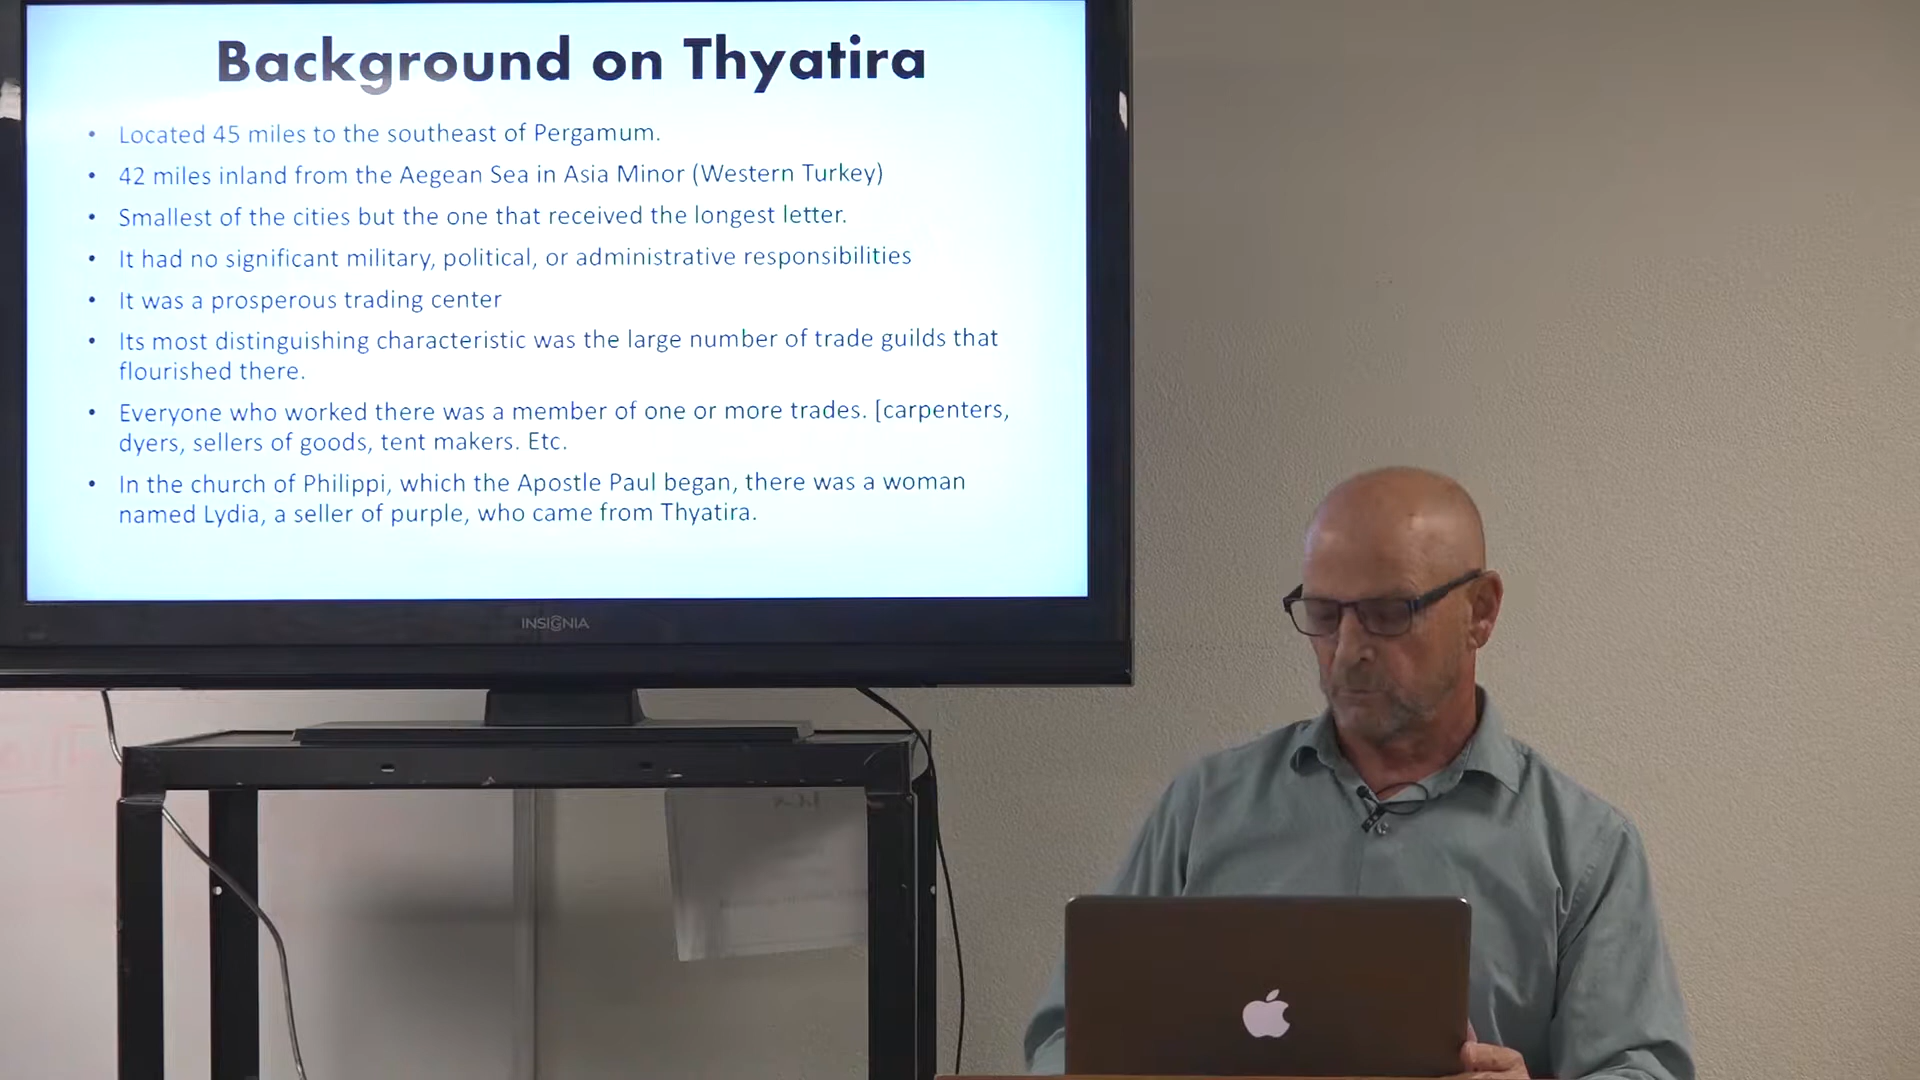 Background on Thyatira
• Located 45 miles to the southeast of Pergamum.
• 42 miles inland from the Aegean Sea in Asia Minor (Western Turkey)
• Smallest of the cities but the one that received the longest letter.
• It had no significant military, political, or administrative responsibilities
• It was a prosperous trading center
• Its most distinguishing characteristic was the large number of trade guilds that
flourished there.
• Everyone who worked there was a member of one or more trades. [carpenters,
dyers, sellers of goods, tent makers. Etc.
• In the church of Philippi, which the Apostle Paul began, there was a woman
named Lydia, a seller of purple, who came from Thyatira.
INSIGNIA